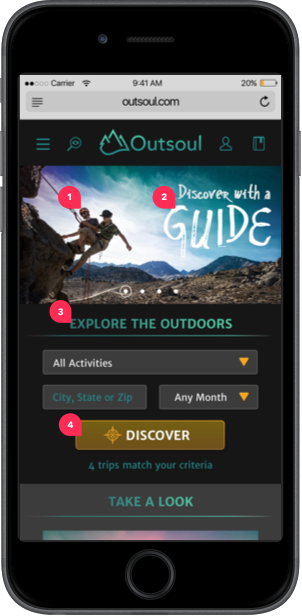 Carrier 9:41 AM 20%
outsoul.com
Outsoul
1 2 Discover with a
GUIDE
3
EXPLORE THE OUTDOORS
All Activities
City, State or Zip Any Month
4 DISCOVER
4 trips match your criteria
TAKE A LOOK